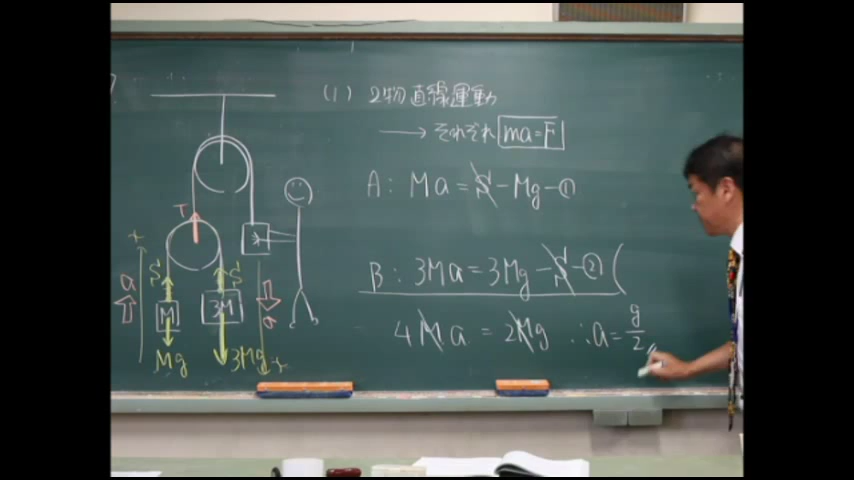 (1) 2物直線運動
→ それぞれ ma=F
A: Ma = S - Mg - ①
B: 3Ma = 3Mg - S - ②
4Ma = 2Mg ∴ a = g/2
T
S S
a
M 3M
a
Mg 3Mg
x x